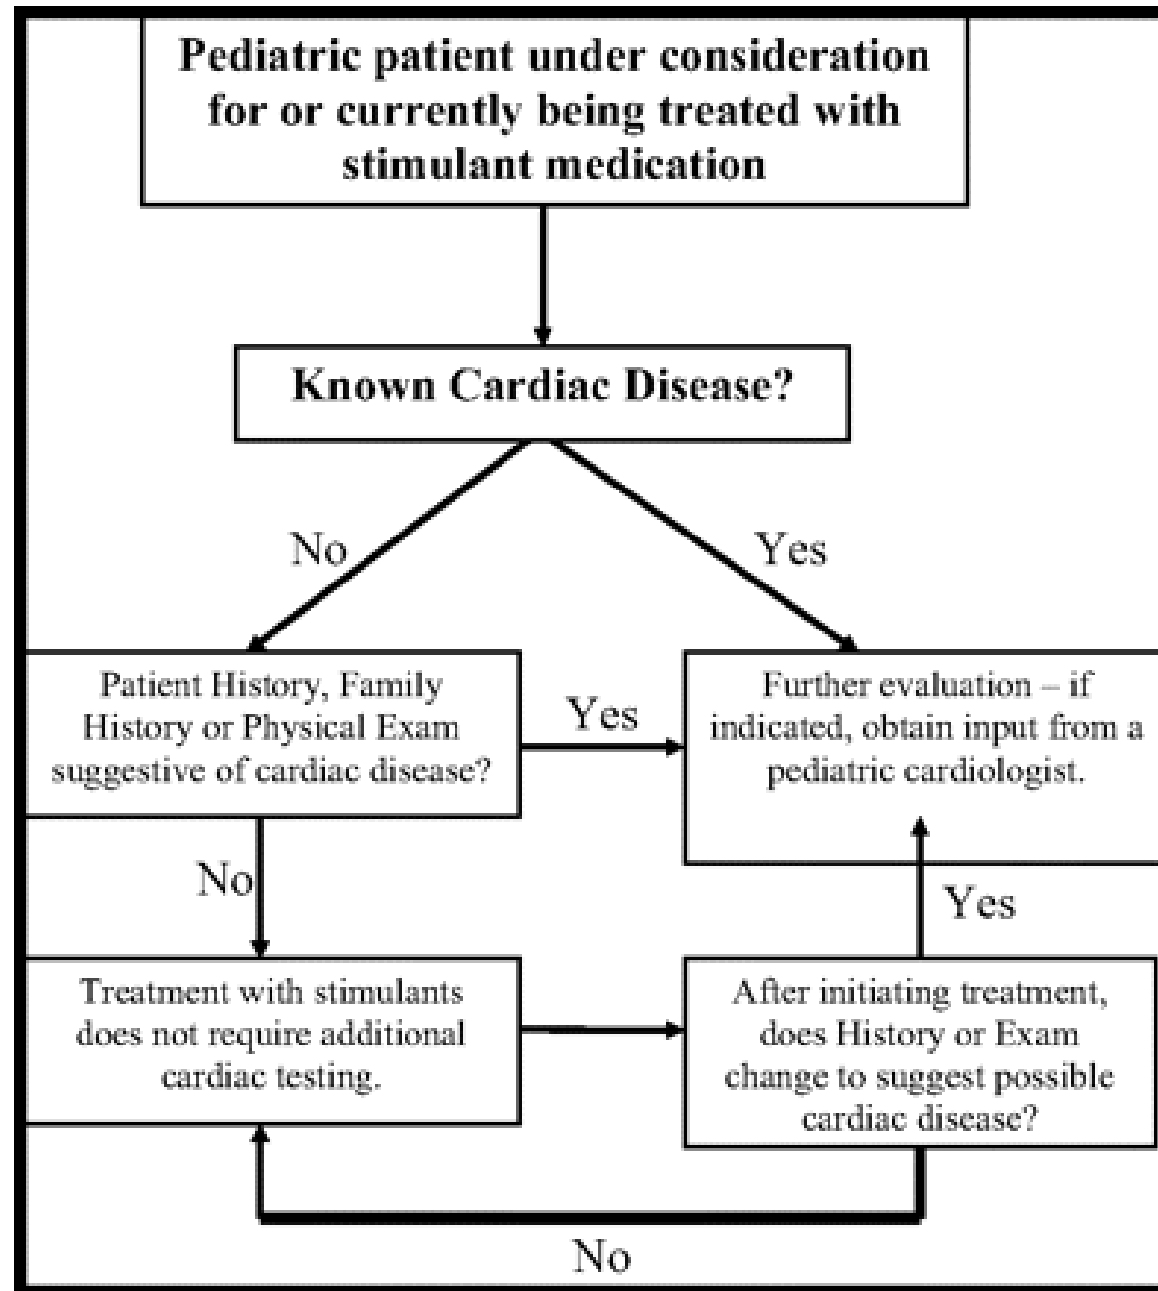 Pediatric patient under consideration
for or currently being treated with
stimulant medication
Known Cardiac Disease?
No
Yes
Patient History, Family
History or Physical Exam
suggestive of cardiac disease?
Yes
Further evaluation – if
indicated, obtain input from a
pediatric cardiologist.
No
Yes
Treatment with stimulants
does not require additional
cardiac testing.
After initiating treatment,
does History or Exam
change to suggest possible
cardiac disease?
No